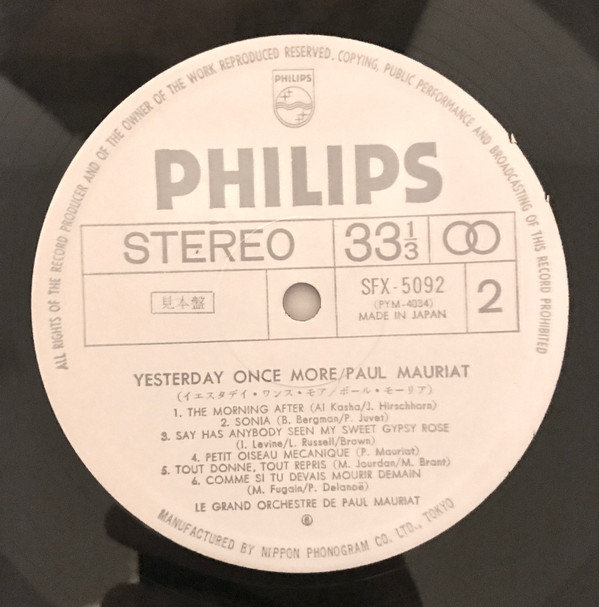 ALL RIGHTS OF THE RECORD PRODUCER AND OF THE OWNER OF THE WORK REPRODUCED RESERVED. COPYING, PUBLIC PERFORMANCE AND BROADCASTING OF THIS RECORD PROHIBITED
PHILIPS
PHILIPS
STEREO
33 1/3
見本盤
SFX-5092
(PYM-4034)
MADE IN JAPAN
2
YESTERDAY ONCE MORE/PAUL MAURIAT
(イエスタデイ・ワンス・モア/ポール・モーリア)
1. THE MORNING AFTER (Al Kasha/J. Hirschhorn)
2. SONIA (B. Bergman/P. Juvet)
3. SAY HAS ANYBODY SEEN MY SWEET GYPSY ROSE
(I. Levine/L. Russell/Brown)
4. PETIT OISEAU MECANIQUE (P. Mauriat)
5. TOUT DONNE, TOUT REPRIS (M. Jourdan/M. Brant)
6. COMME SI TU DEVAIS MOURIR DEMAIN
(M. Fugain/P. Delanoë)
LE GRAND ORCHESTRE DE PAUL MAURIAT
MANUFACTURED BY NIPPON PHONOGRAM CO. LTD., TOKYO